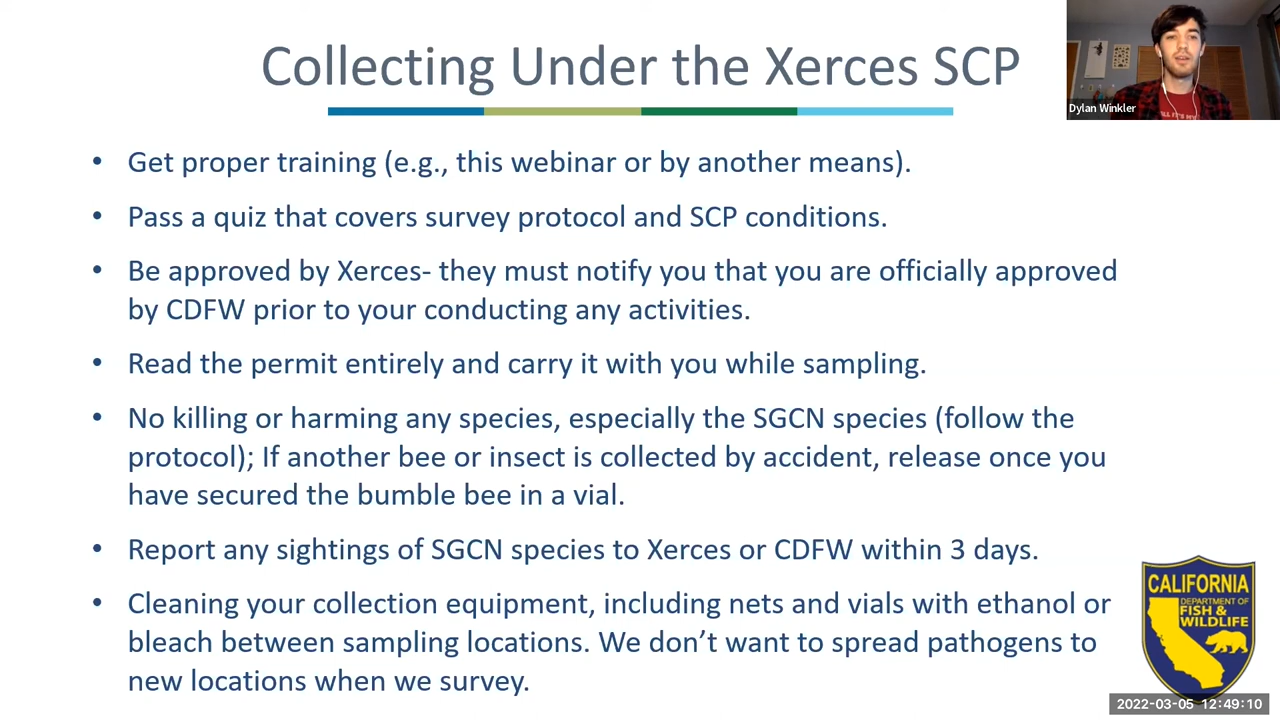 Collecting Under the Xerces SCP
Dylan Winkler
• Get proper training (e.g., this webinar or by another means).
• Pass a quiz that covers survey protocol and SCP conditions.
• Be approved by Xerces- they must notify you that you are officially approved
by CDFW prior to your conducting any activities.
• Read the permit entirely and carry it with you while sampling.
• No killing or harming any species, especially the SGCN species (follow the
protocol); If another bee or insect is collected by accident, release once you
have secured the bumble bee in a vial.
• Report any sightings of SGCN species to Xerces or CDFW within 3 days.
• Cleaning your collection equipment, including nets and vials with ethanol or
bleach between sampling locations. We don’t want to spread pathogens to
new locations when we survey.
CALIFORNIA
DEPARTMENT OF
FISH &
WILDLIFE
2022-03-05 12:49:10